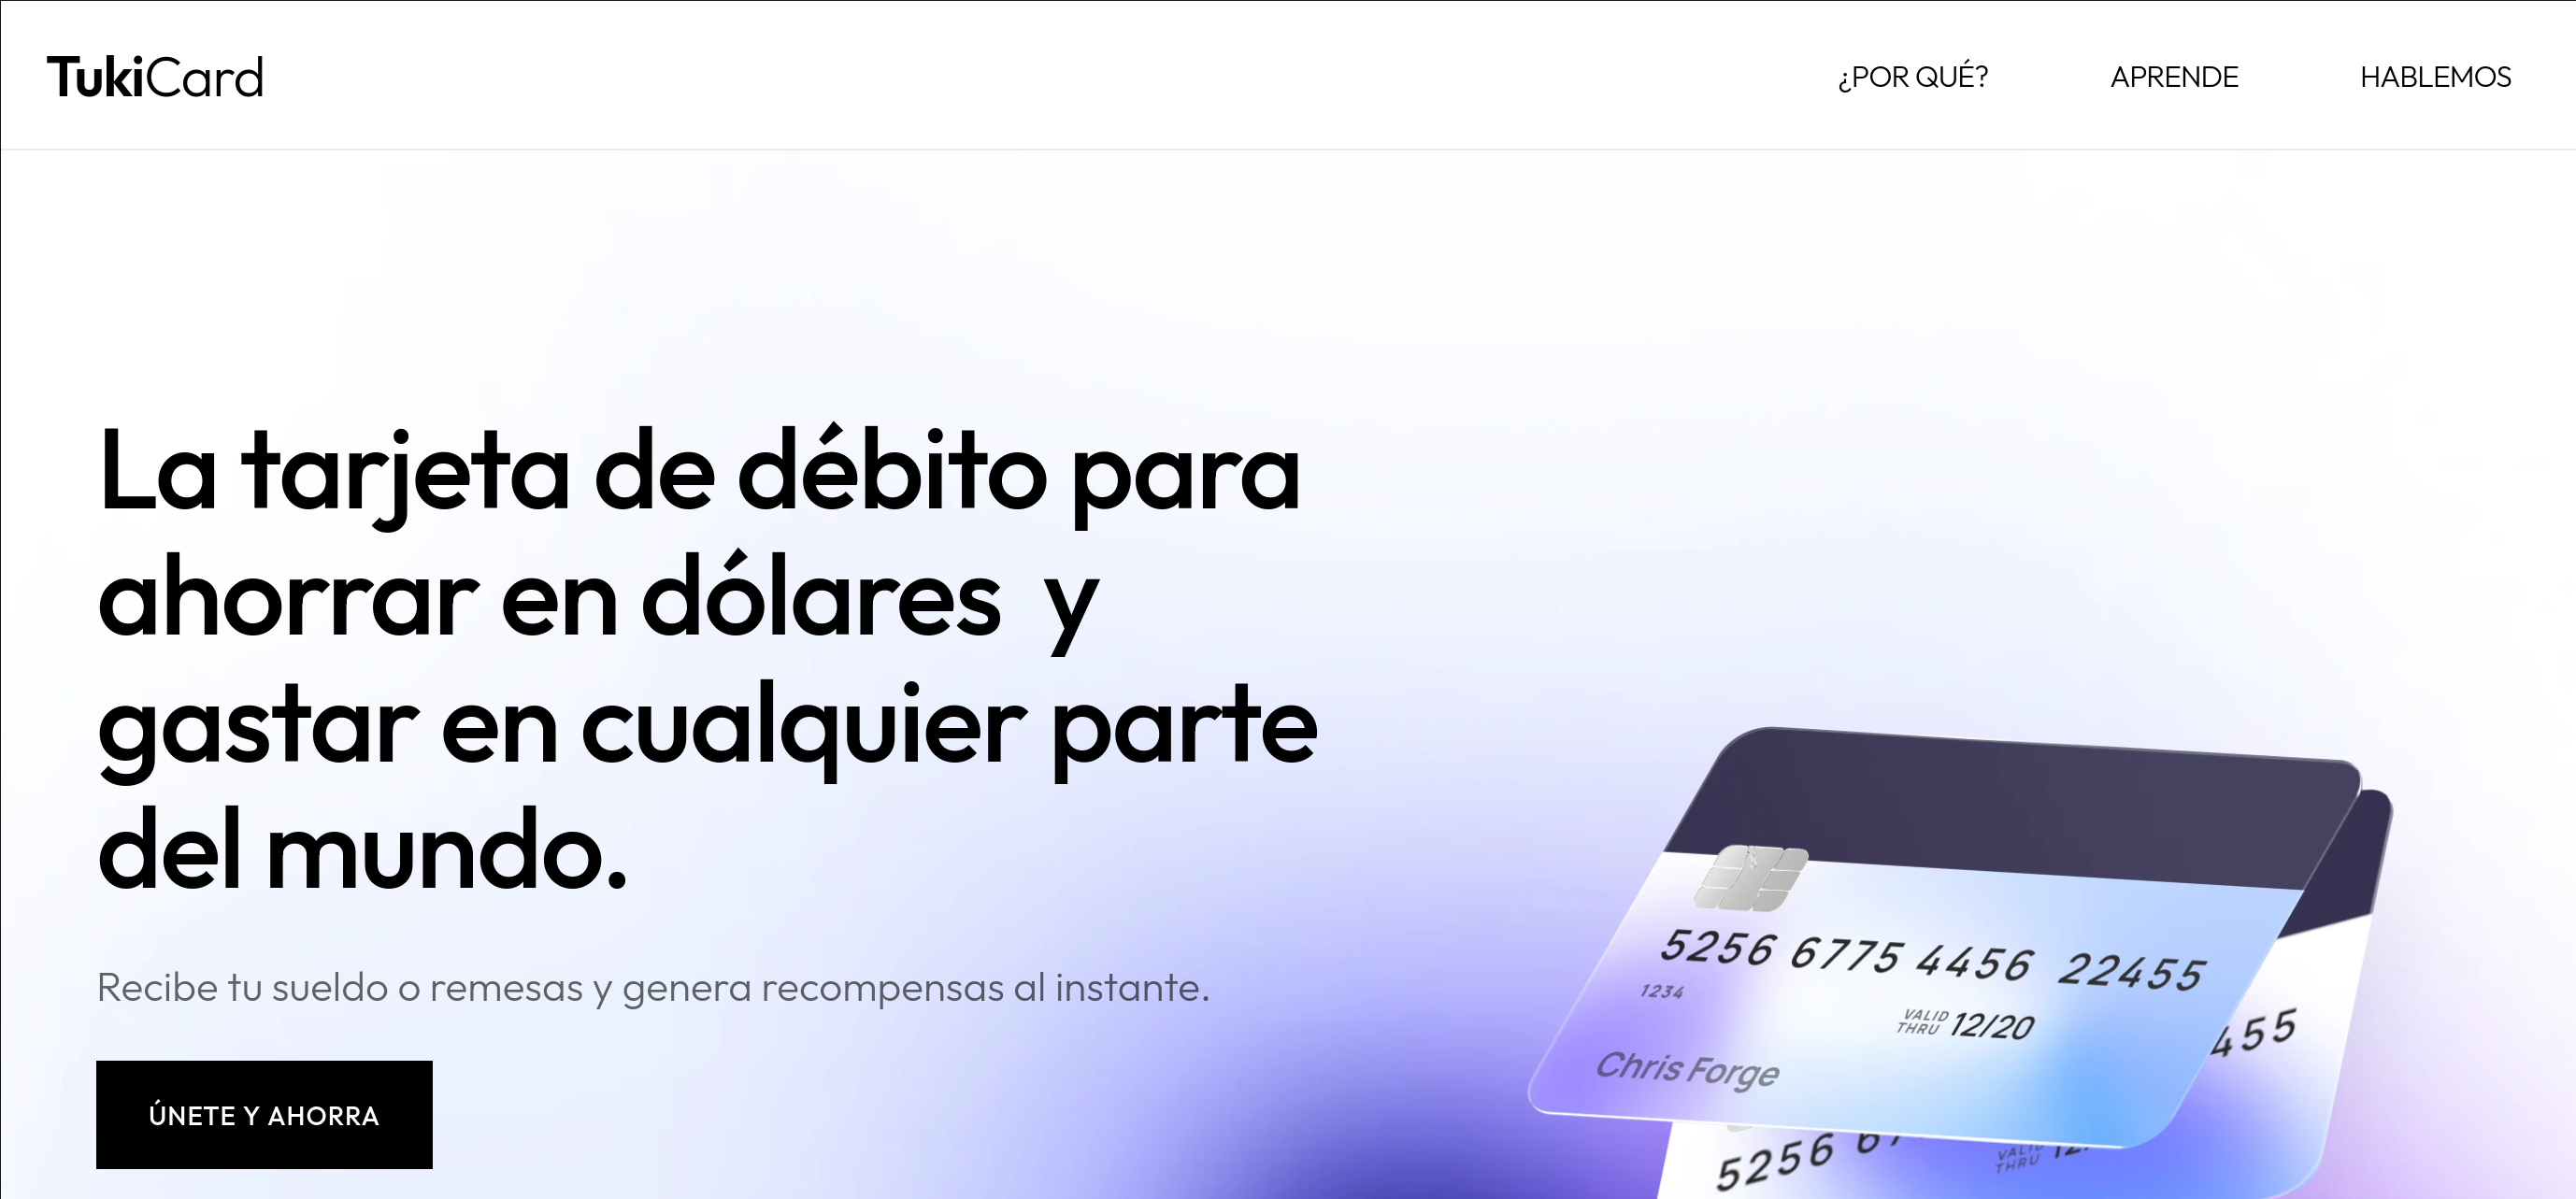 TukiCard
¿POR QUÉ? APRENDE HABLEMOS
La tarjeta de débito para
ahorrar en dólares y
gastar en cualquier parte
del mundo.
Recibe tu sueldo o remesas y genera recompensas al instante.
ÚNETE Y AHORRA
5256 6775 4456 22455
1234
VALID
THRU 12/20
Chris Forge
455
5256 67
VALID
THRU 12